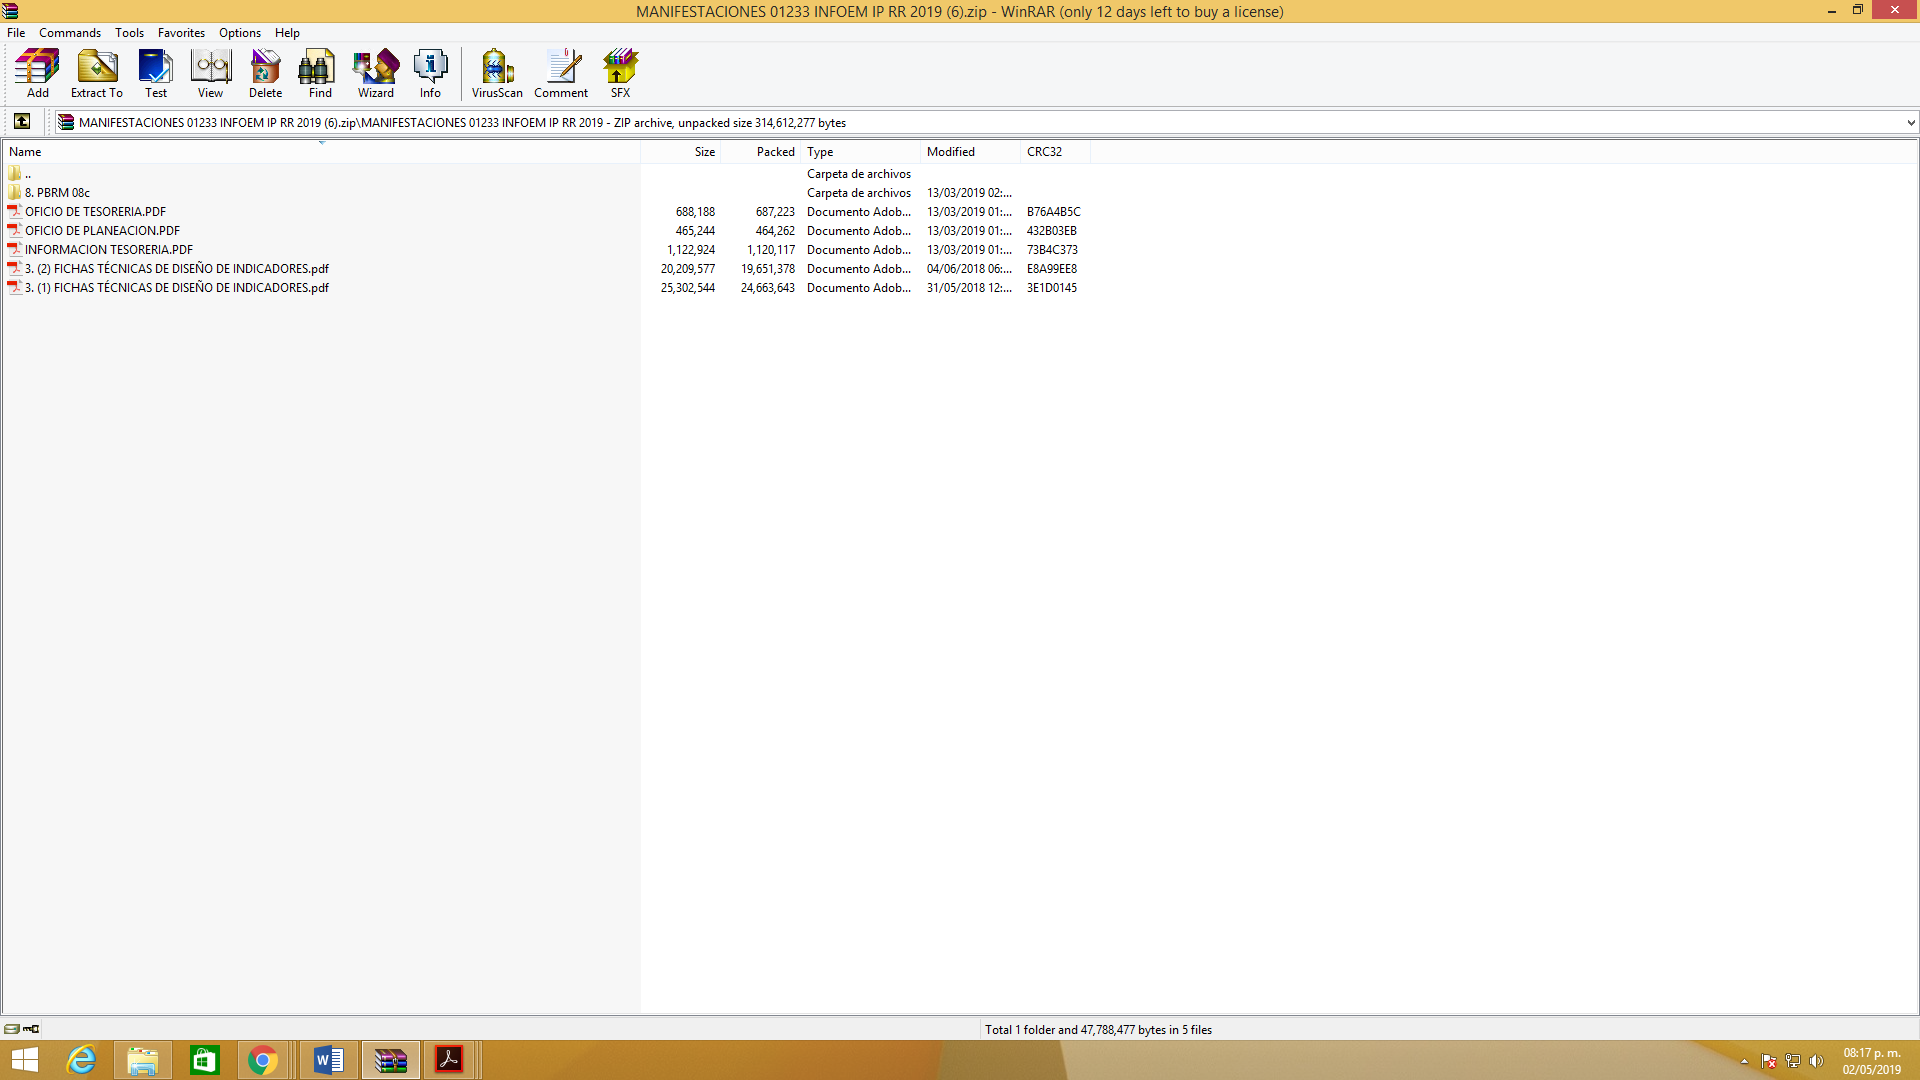 MANIFESTACIONES 01233 INFOEM IP RR 2019 (6).zip - WinRAR (only 12 days left to buy a license)
File Commands Tools Favorites Options Help
Add Extract To Test View Delete Find Wizard Info VirusScan Comment SFX
MANIFESTACIONES 01233 INFOEM IP RR 2019 (6).zip\MANIFESTACIONES 01233 INFOEM IP RR 2019 - ZIP archive, unpacked size 314,612,277 bytes
Name Size Packed Type Modified CRC32
.. Carpeta de archivos
8. PBRM 08c Carpeta de archivos 13/03/2019 02:...
OFICIO DE TESORERIA.PDF 688,188 687,223 Documento Adob... 13/03/2019 01:... B76A4B5C
OFICIO DE PLANEACION.PDF 465,244 464,262 Documento Adob... 13/03/2019 01:... 432B03EB
INFORMACION TESORERIA.PDF 1,122,924 1,120,117 Documento Adob... 13/03/2019 01:... 73B4C373
3. (2) FICHAS TÉCNICAS DE DISEÑO DE INDICADORES.pdf 20,209,577 19,651,378 Documento Adob... 04/06/2018 06:... E8A99EE8
3. (1) FICHAS TÉCNICAS DE DISEÑO DE INDICADORES.pdf 25,302,544 24,663,643 Documento Adob... 31/05/2018 12:... 3E1D0145
Total 1 folder and 47,788,477 bytes in 5 files
08:17 p. m.
02/05/2019